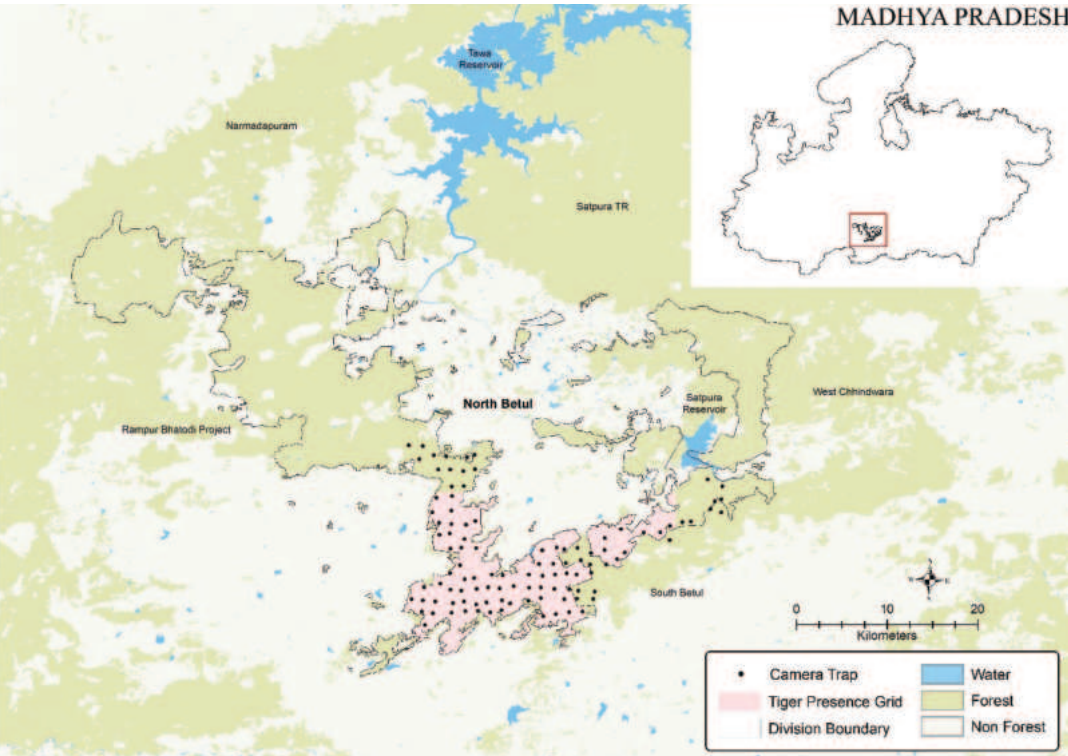 MADHYA PRADESH
Tawa
Reservoir
Narmadapuram
Satpura TR
West Chhindwara
North Betul
Satpura
Reservoir
Rampur Bhatodi Project
South Betul
N
W E
S
0 10 20
Kilometers
Camera Trap
Tiger Presence Grid
Division Boundary
Water
Forest
Non Forest